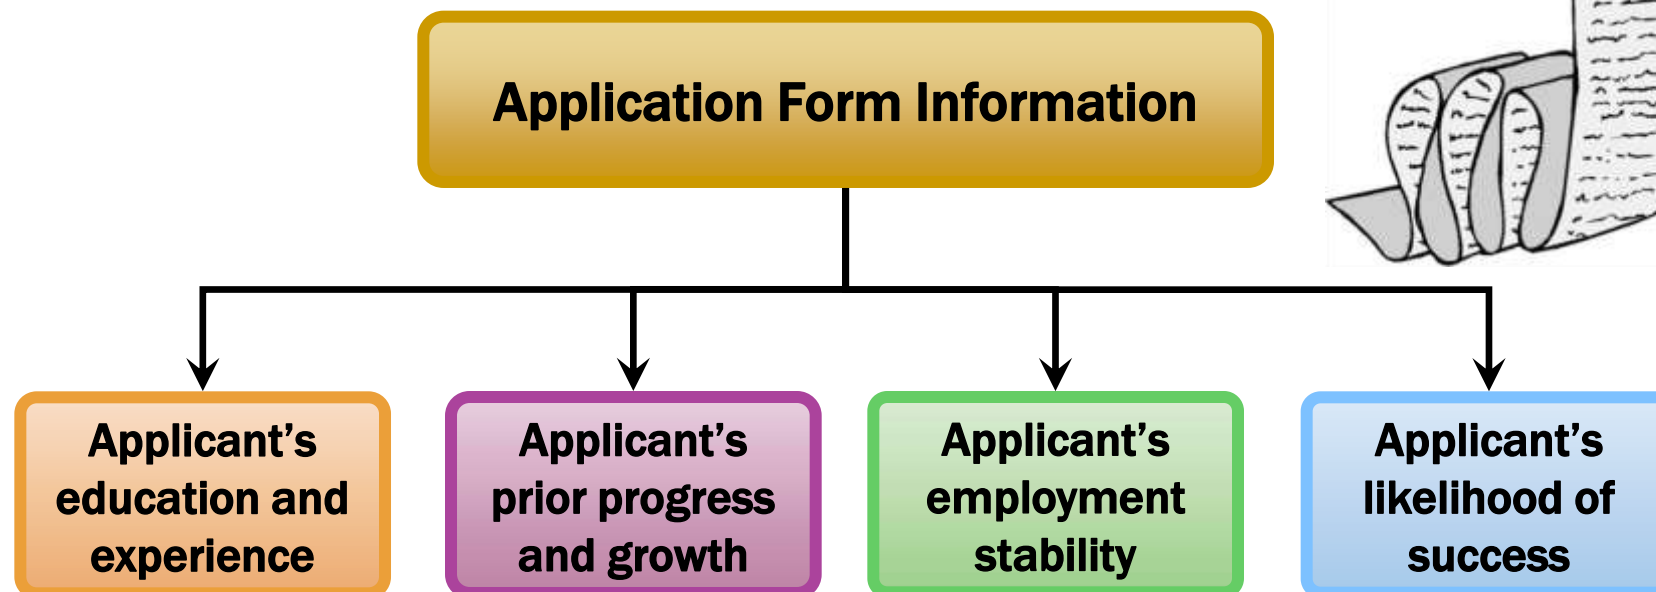 Application Form Information
Applicant’s
education and
experience
Applicant’s
prior progress
and growth
Applicant’s
employment
stability
Applicant’s
likelihood of
success